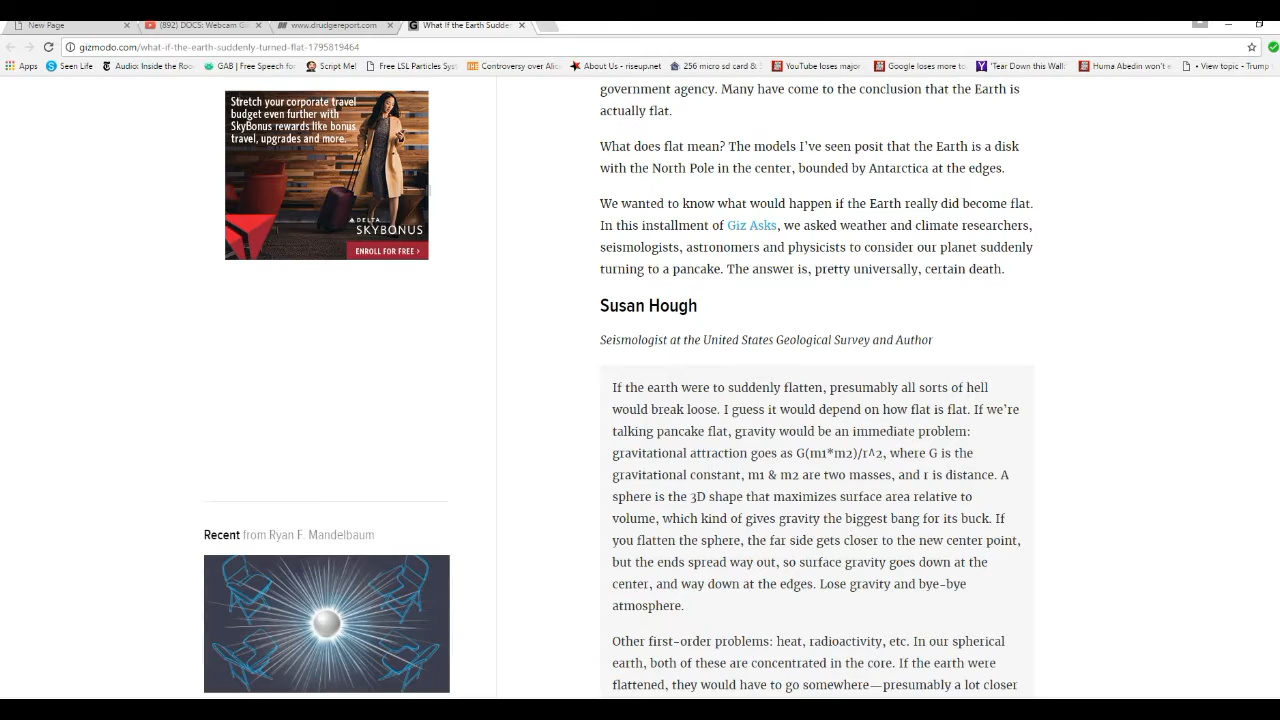 New Page
(892) DOCS: Webcam Ge
www.drudgereport.com
What If the Earth Sudde
gizmodo.com/what-if-the-earth-suddenly-turned-flat-1795819464
Apps
Seen Life
Audio: Inside the Roo
GAB | Free Speech for
Script Me!
Free LSL Particles Sys
Controversy over Alic
About Us - riseup.net
256 micro sd card &
YouTube loses major
Google loses more to
'Tear Down this Wall:
Huma Abedin won't e
• View topic - Trump
Stretch your corporate travel
budget even further with
SkyBonus rewards like bonus
travel, upgrades and more.
DELTA
SKYBONUS
ENROLL FOR FREE >
Recent from Ryan F. Mandelbaum
government agency. Many have come to the conclusion that the Earth is
actually flat.
What does flat mean? The models I've seen posit that the Earth is a disk
with the North Pole in the center, bounded by Antarctica at the edges.
We wanted to know what would happen if the Earth really did become flat.
In this installment of Giz Asks, we asked weather and climate researchers,
seismologists, astronomers and physicists to consider our planet suddenly
turning to a pancake. The answer is, pretty universally, certain death.
Susan Hough
Seismologist at the United States Geological Survey and Author
If the earth were to suddenly flatten, presumably all sorts of hell
would break loose. I guess it would depend on how flat is flat. If we're
talking pancake flat, gravity would be an immediate problem:
gravitational attraction goes as G(m1*m2)/r^2, where G is the
gravitational constant, m1 & m2 are two masses, and r is distance. A
sphere is the 3D shape that maximizes surface area relative to
volume, which kind of gives gravity the biggest bang for its buck. If
you flatten the sphere, the far side gets closer to the new center point,
but the ends spread way out, so surface gravity goes down at the
center, and way down at the edges. Lose gravity and bye-bye
atmosphere.
Other first-order problems: heat, radioactivity, etc. In our spherical
earth, both of these are concentrated in the core. If the earth were
flattened, they would have to go somewhere—presumably a lot closer